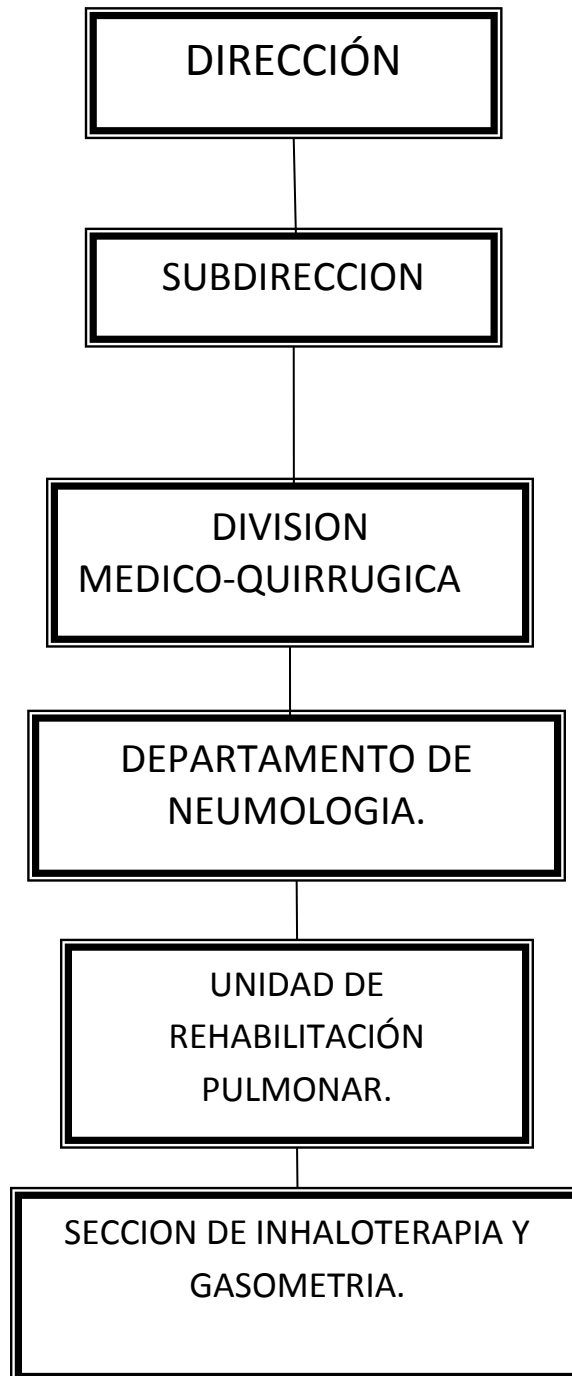 DIRECCIÓN
SUBDIRECCION
DIVISION
MEDICO-QUIRRUGICA
DEPARTAMENTO DE
NEUMOLOGIA.
UNIDAD DE
REHABILITACIÓN
PULMONAR.
SECCION DE INHALOTERAPIA Y
GASOMETRIA.